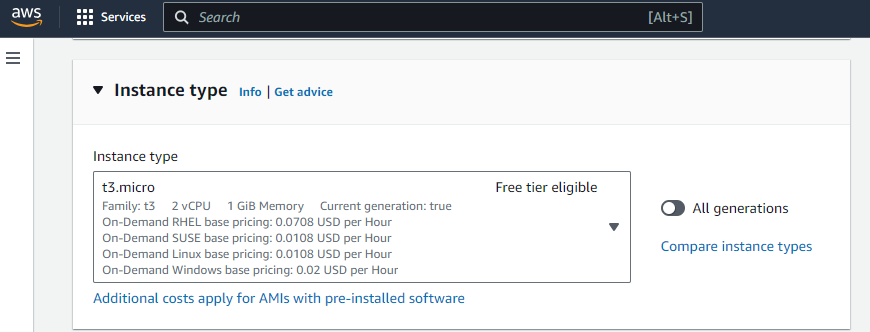 aws
Services
Search
[Alt+S]
Instance type
Info | Get advice
Instance type
t3.micro
Free tier eligible
Family: t3 2 vCPU 1 GiB Memory Current generation: true
On-Demand RHEL base pricing: 0.0708 USD per Hour
On-Demand SUSE base pricing: 0.0108 USD per Hour
On-Demand Linux base pricing: 0.0108 USD per Hour
On-Demand Windows base pricing: 0.02 USD per Hour
All generations
Compare instance types
Additional costs apply for AMIs with pre-installed software